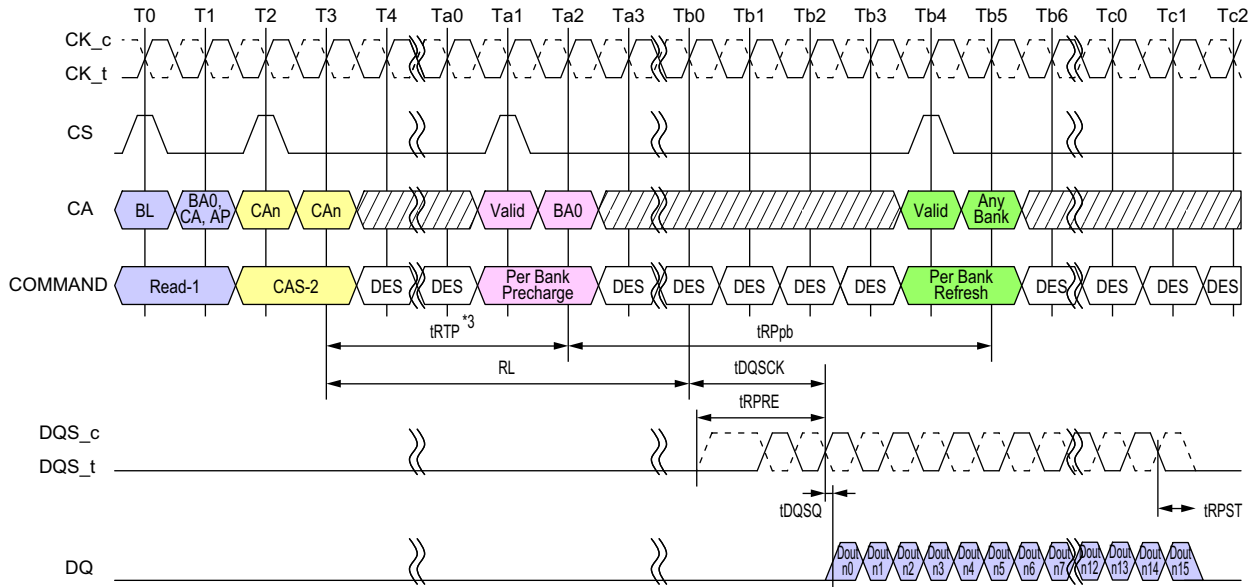 T0 T1 T2 T3 T4 Ta0 Ta1 Ta2 Ta3 Tb0 Tb1 Tb2 Tb3 Tb4 Tb5 Tb6 Tc0 Tc1 Tc2
CK_c
CK_t
CS
CA BL BA0, CA, AP CAn CAn Valid BA0 Valid Any Bank
COMMAND Read-1 CAS-2 DES DES Per Bank Precharge DES DES DES DES DES Per Bank Refresh DES DES DES DES
tRTP *3 tRPpb
RL tDQSCK
tRPRE
DQS_c
DQS_t
tDQSQ tRPST
DQ Dout n0 Dout n1 Dout n2 Dout n3 Dout n4 Dout n5 Dout n6 Dout n7 Dout n12 Dout n13 Dout n14 Dout n15